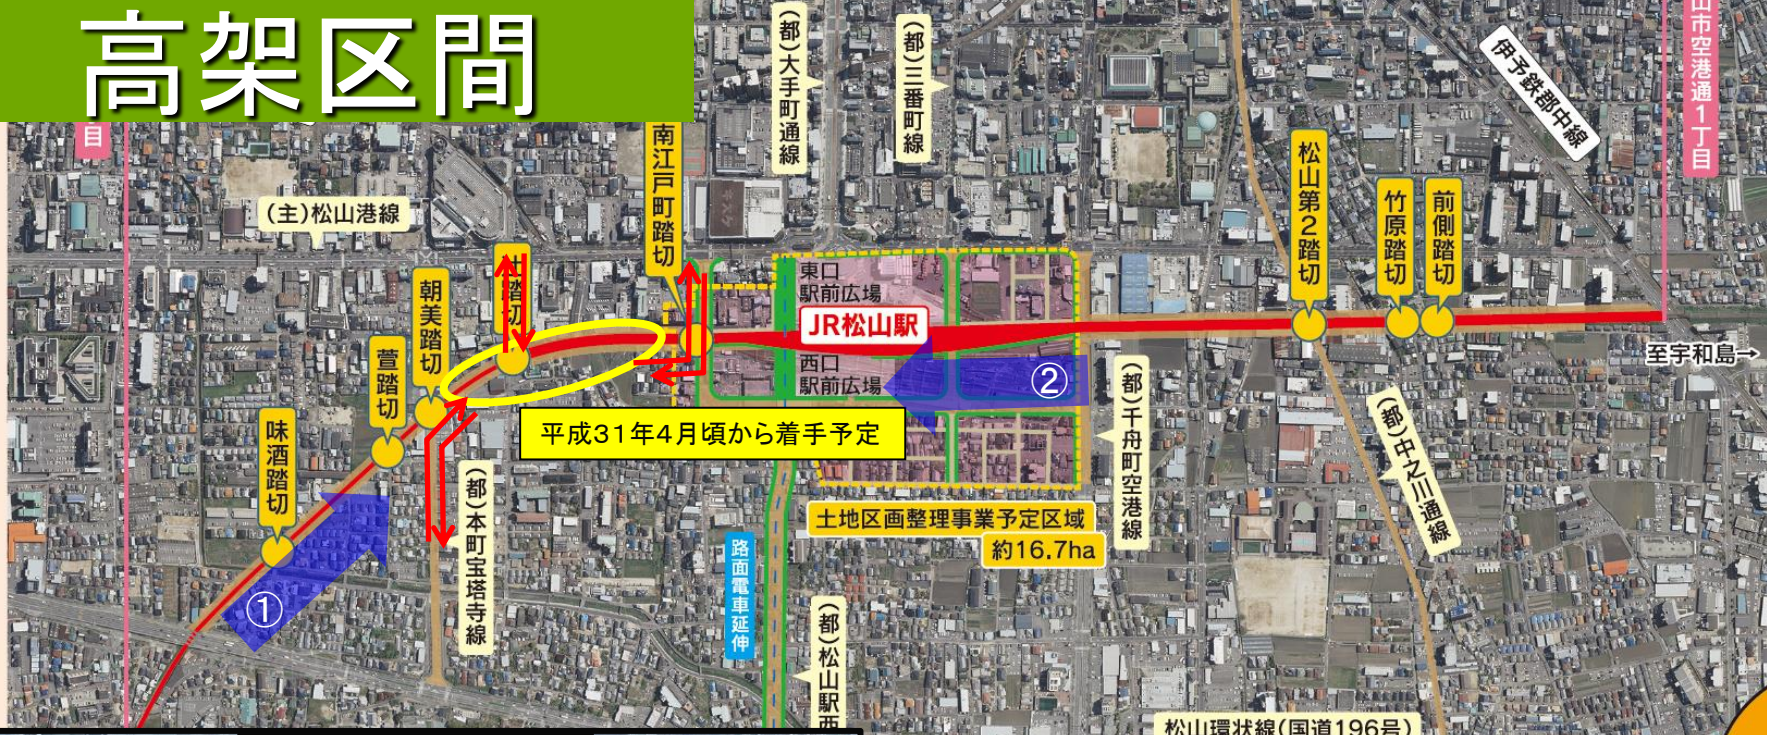 高架区間
目
(都)大手町通線
(都)三番町線
伊予鉄郡中線
山市空港通1丁目
(主)松山港線
南江戸町踏切
松山第2踏切
竹原踏切
前側踏切
東口
駅前広場
JR松山駅
西口
駅前広場
踏切
朝美踏切
萱踏切
味酒踏切
①
②
至宇和島→
平成31年4月頃から着手予定
(都)本町宝塔寺線
(都)千舟町空港線
(都)中之川通線
土地区画整理事業予定区域
約16.7ha
路面電車延伸
(都)松山駅西
松山環状線(国道196号)